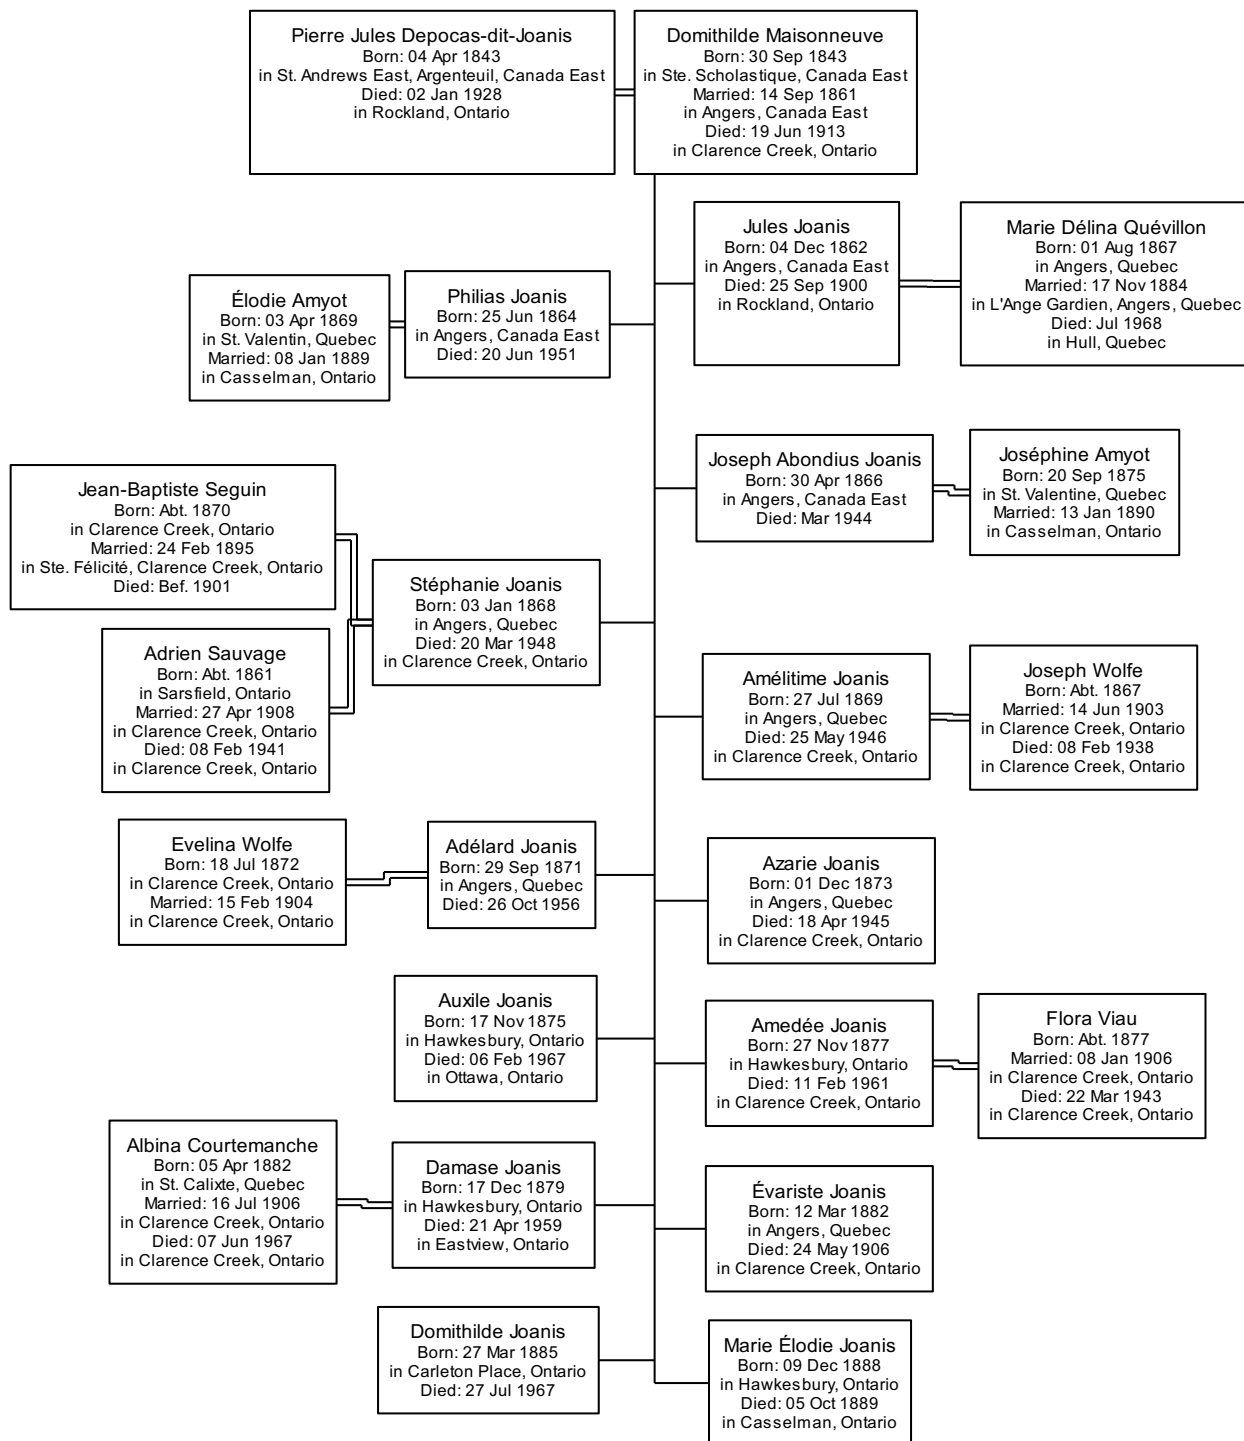 Pierre Jules Depocas-dit-Joanis
Born: 04 Apr 1843
in St. Andrews East, Argenteuil, Canada East
Died: 02 Jan 1928
in Rockland, Ontario
Domithilde Maisonneuve
Born: 30 Sep 1843
in Ste. Scholastique, Canada East
Married: 14 Sep 1861
in Angers, Canada East
Died: 19 Jun 1913
in Clarence Creek, Ontario
Jules Joanis
Born: 04 Dec 1862
in Angers, Canada East
Died: 25 Sep 1900
in Rockland, Ontario
Marie Délina Quévillon
Born: 01 Aug 1867
in Angers, Quebec
Married: 17 Nov 1884
in L'Ange Gardien, Angers, Quebec
Died: Jul 1968
in Hull, Quebec
Élodie Amyot
Born: 03 Apr 1869
in St. Valentin, Quebec
Married: 08 Jan 1889
in Casselman, Ontario
Philias Joanis
Born: 25 Jun 1864
in Angers, Canada East
Died: 20 Jun 1951
Joseph Abondius Joanis
Born: 30 Apr 1866
in Angers, Canada East
Died: Mar 1944
Joséphine Amyot
Born: 20 Sep 1875
in St. Valentine, Quebec
Married: 13 Jan 1890
in Casselman, Ontario
Jean-Baptiste Seguin
Born: Abt. 1870
in Clarence Creek, Ontario
Married: 24 Feb 1895
in Ste. Félicité, Clarence Creek, Ontario
Died: Bef. 1901
Stéphanie Joanis
Born: 03 Jan 1868
in Angers, Quebec
Died: 20 Mar 1948
in Clarence Creek, Ontario
Adrien Sauvage
Born: Abt. 1861
in Sarsfield, Ontario
Married: 27 Apr 1908
in Clarence Creek, Ontario
Died: 08 Feb 1941
in Clarence Creek, Ontario
Amélitime Joanis
Born: 27 Jul 1869
in Angers, Quebec
Died: 25 May 1946
in Clarence Creek, Ontario
Joseph Wolfe
Born: Abt. 1867
Married: 14 Jun 1903
in Clarence Creek, Ontario
Died: 08 Feb 1938
in Clarence Creek, Ontario
Evelina Wolfe
Born: 18 Jul 1872
in Clarence Creek, Ontario
Married: 15 Feb 1904
in Clarence Creek, Ontario
Adélard Joanis
Born: 29 Sep 1871
in Angers, Quebec
Died: 26 Oct 1956
Azarie Joanis
Born: 01 Dec 1873
in Angers, Quebec
Died: 18 Apr 1945
in Clarence Creek, Ontario
Auxile Joanis
Born: 17 Nov 1875
in Hawkesbury, Ontario
Died: 06 Feb 1967
in Ottawa, Ontario
Amedée Joanis
Born: 27 Nov 1877
in Hawkesbury, Ontario
Died: 11 Feb 1961
in Clarence Creek, Ontario
Flora Viau
Born: Abt. 1877
Married: 08 Jan 1906
in Clarence Creek, Ontario
Died: 22 Mar 1943
in Clarence Creek, Ontario
Albina Courtemanche
Born: 05 Apr 1882
in St. Calixte, Quebec
Married: 16 Jul 1906
in Clarence Creek, Ontario
Died: 07 Jun 1967
in Clarence Creek, Ontario
Damase Joanis
Born: 17 Dec 1879
in Hawkesbury, Ontario
Died: 21 Apr 1959
in Eastview, Ontario
Évariste Joanis
Born: 12 Mar 1882
in Angers, Quebec
Died: 24 May 1906
in Clarence Creek, Ontario
Domithilde Joanis
Born: 27 Mar 1885
in Carleton Place, Ontario
Died: 27 Jul 1967
Marie Élodie Joanis
Born: 09 Dec 1888
in Hawkesbury, Ontario
Died: 05 Oct 1889
in Casselman, Ontario